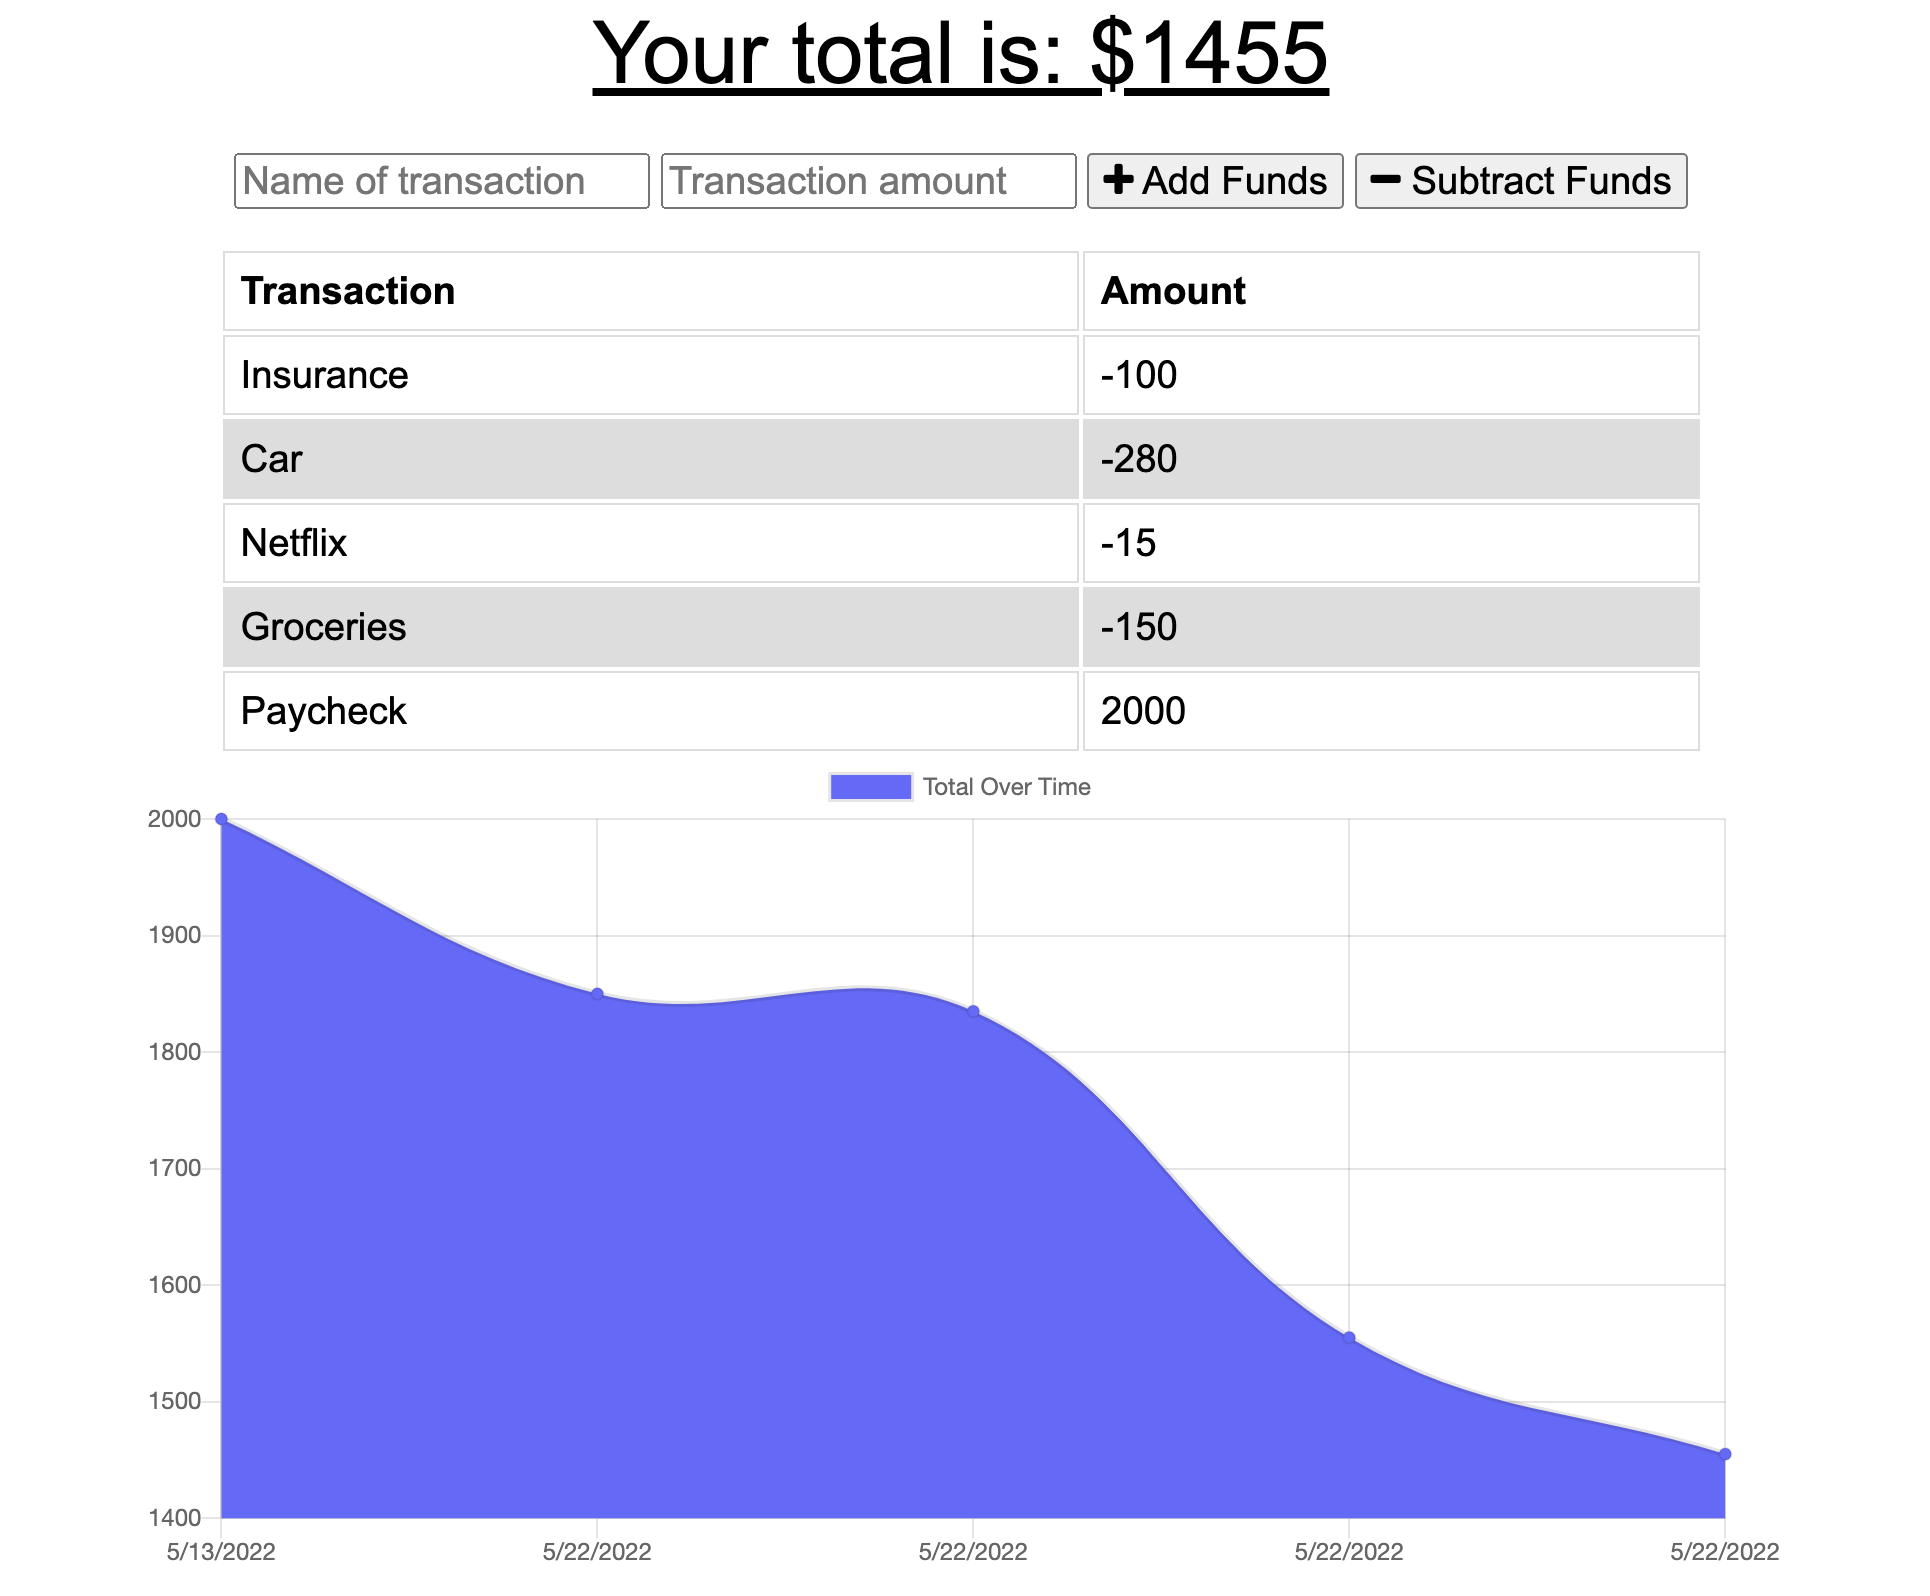 Your total is: $1455
Name of transaction Transaction amount Add Funds Subtract Funds
Transaction Amount
Insurance -100
Car -280
Netflix -15
Groceries -150
Paycheck 2000
Total Over Time
2000
1900
1800
1700
1600
1500
1400
5/13/2022 5/22/2022 5/22/2022 5/22/2022 5/22/2022